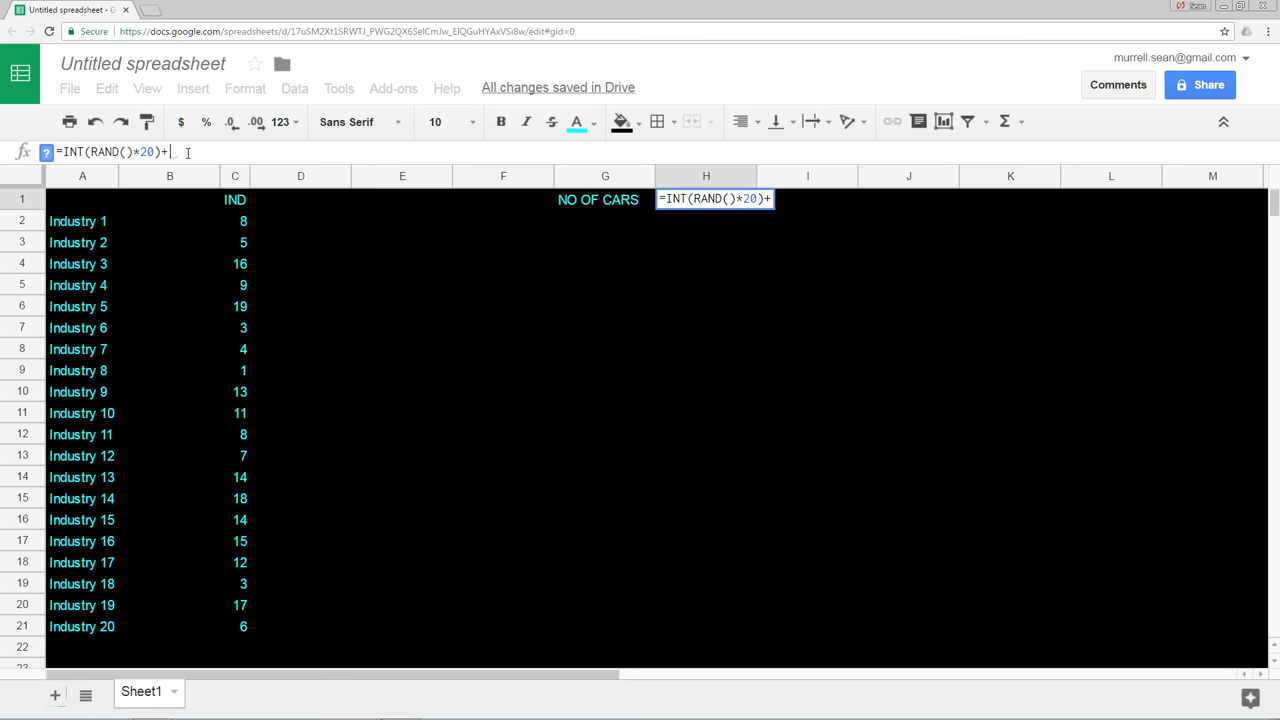 Untitled spreadsheet - G
Sean
Secure
https://docs.google.com/spreadsheets/d/17uSM2Xt1SRWTJ_PWG2QX6SelCmJw_EIQGuHYAxVSi8w/edit#gid=0
Untitled spreadsheet
murrell.sean@gmail.com
File Edit View Insert Format Data Tools Add-ons Help All changes saved in Drive
Comments
Share
$ % .0 .00 123 Sans Serif 10 B I S A Σ
fx ? =INT(RAND()*20)+
A B C D E F G H I J K L M
1 IND NO OF CARS =INT(RAND()*20)+
2 Industry 1 8
3 Industry 2 5
4 Industry 3 16
5 Industry 4 9
6 Industry 5 19
7 Industry 6 3
8 Industry 7 4
9 Industry 8 1
10 Industry 9 13
11 Industry 10 11
12 Industry 11 8
13 Industry 12 7
14 Industry 13 14
15 Industry 14 18
16 Industry 15 14
17 Industry 16 15
18 Industry 17 12
19 Industry 18 3
20 Industry 19 17
21 Industry 20 6
22
23
Sheet1